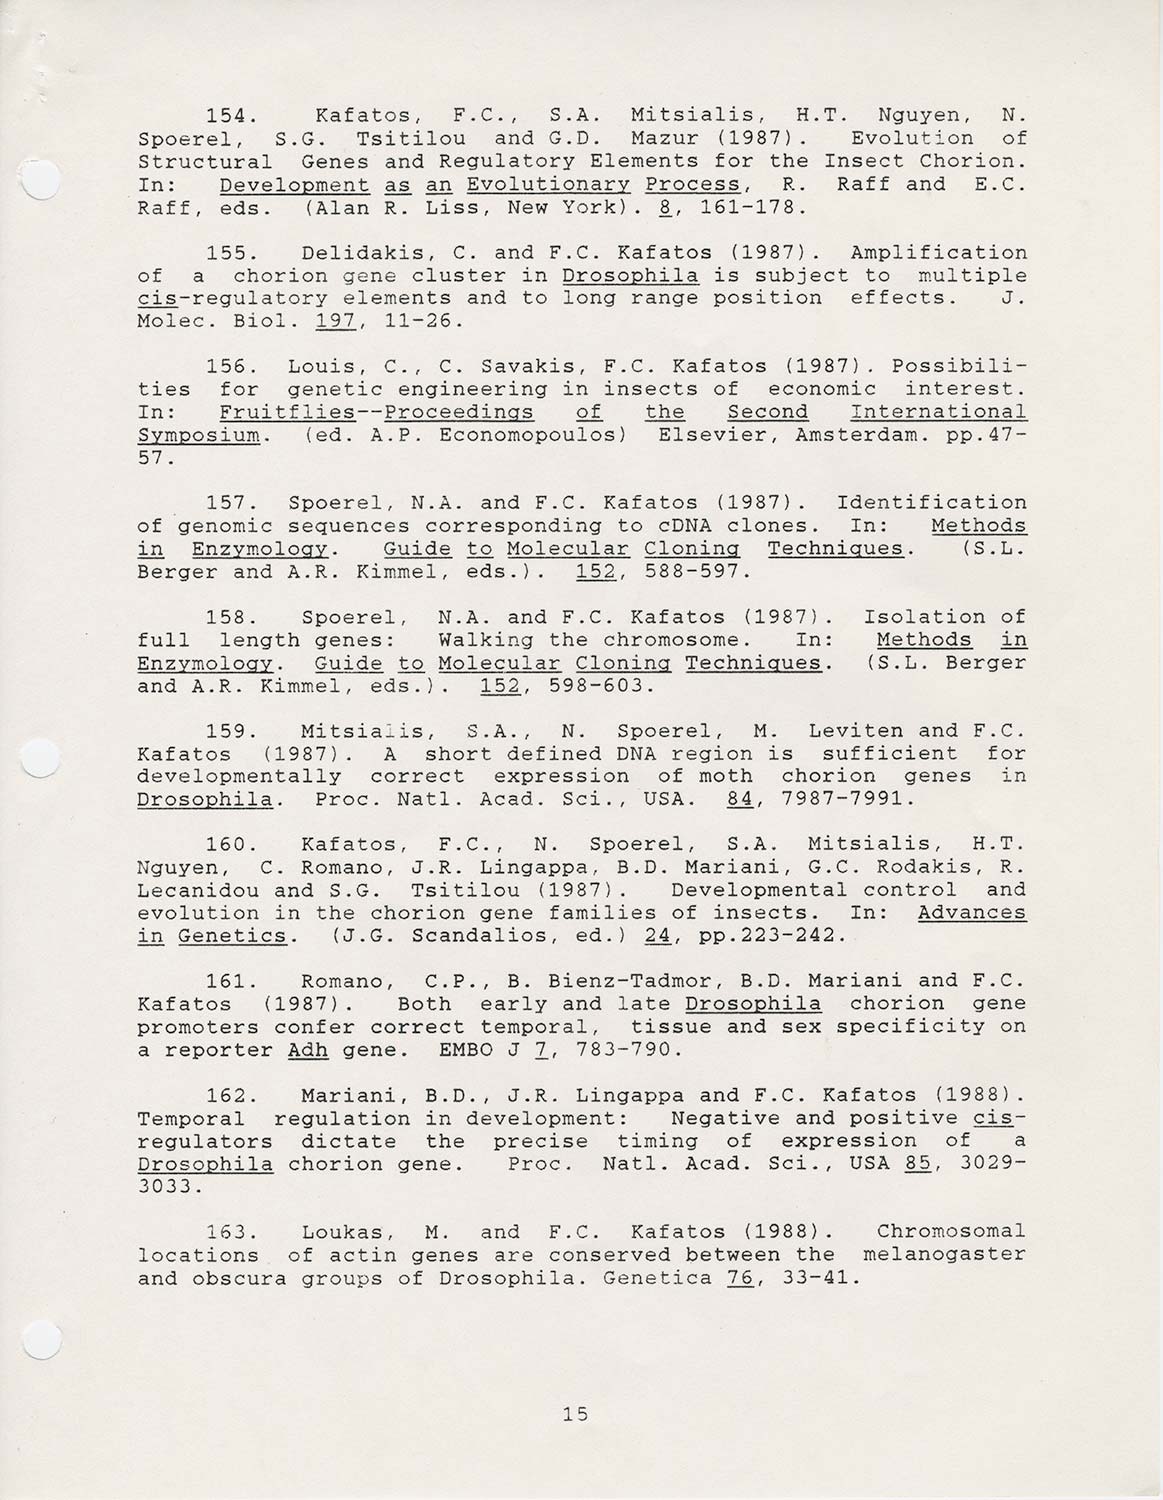 154. Kafatos, F.C., S.A. Mitsialis, H.T. Nguyen, N.
Spoerel, S.G. Tsitilou and G.D. Mazur (1987). Evolution of
Structural Genes and Regulatory Elements for the Insect Chorion.
In: Development as an Evolutionary Process, R. Raff and E.C.
Raff, eds. (Alan R. Liss, New York). 8, 161-178.
155. Delidakis, C. and F.C. Kafatos (1987). Amplification
of a chorion gene cluster in Drosophila is subject to multiple
cis-regulatory elements and to long range position effects. J.
Molec. Biol. 197, 11-26.
156. Louis, C., C. Savakis, F.C. Kafatos (1987). Possibili-
ties for genetic engineering in insects of economic interest.
In: Fruitflies--Proceedings of the Second International
Symposium. (ed. A.P. Economopoulos) Elsevier, Amsterdam. pp.47-
57.
157. Spoerel, N.A. and F.C. Kafatos (1987). Identification
of genomic sequences corresponding to cDNA clones. In: Methods
in Enzymology. Guide to Molecular Cloning Techniques. (S.L.
Berger and A.R. Kimmel, eds.). 152, 588-597.
158. Spoerel, N.A. and F.C. Kafatos (1987). Isolation of
full length genes: Walking the chromosome. In: Methods in
Enzymology. Guide to Molecular Cloning Techniques. (S.L. Berger
and A.R. Kimmel, eds.). 152, 598-603.
159. Mitsialis, S.A., N. Spoerel, M. Leviten and F.C.
Kafatos (1987). A short defined DNA region is sufficient for
developmentally correct expression of moth chorion genes in
Drosophila. Proc. Natl. Acad. Sci., USA. 84, 7987-7991.
160. Kafatos, F.C., N. Spoerel, S.A. Mitsialis, H.T.
Nguyen, C. Romano, J.R. Lingappa, B.D. Mariani, G.C. Rodakis, R.
Lecanidou and S.G. Tsitilou (1987). Developmental control and
evolution in the chorion gene families of insects. In: Advances
in Genetics. (J.G. Scandalios, ed.) 24, pp.223-242.
161. Romano, C.P., B. Bienz-Tadmor, B.D. Mariani and F.C.
Kafatos (1987). Both early and late Drosophila chorion gene
promoters confer correct temporal, tissue and sex specificity on
a reporter Adh gene. EMBO J 7, 783-790.
162. Mariani, B.D., J.R. Lingappa and F.C. Kafatos (1988).
Temporal regulation in development: Negative and positive cis-
regulators dictate the precise timing of expression of a
Drosophila chorion gene. Proc. Natl. Acad. Sci., USA 85, 3029-
3033.
163. Loukas, M. and F.C. Kafatos (1988). Chromosomal
locations of actin genes are conserved between the melanogaster
and obscura groups of Drosophila. Genetica 76, 33-41.
15